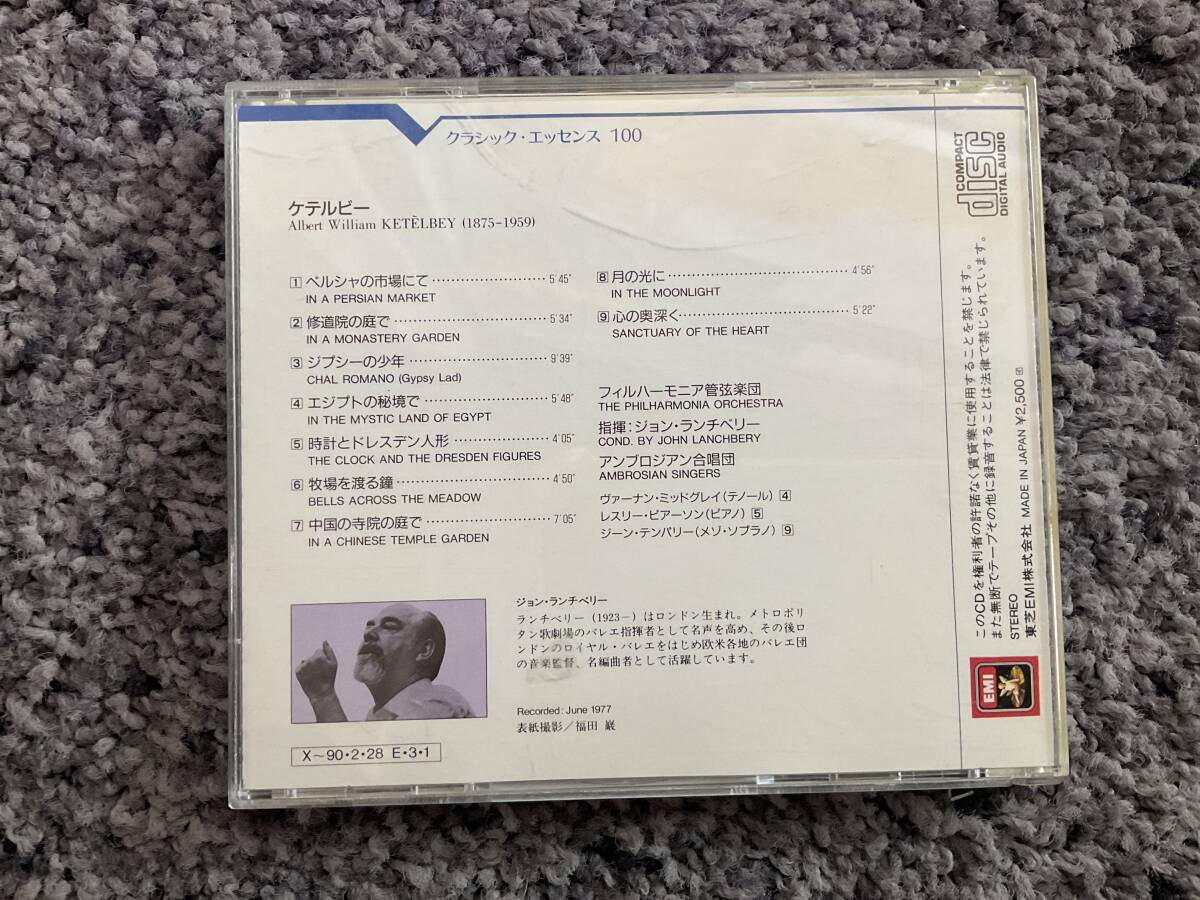 クラシック・エッセンス 100
ケテルビー
Albert William KETÈLBEY (1875-1959)
1 ペルシャの市場にて 5'45"
IN A PERSIAN MARKET
2 修道院の庭で 5'34"
IN A MONASTERY GARDEN
3 ジプシーの少年 9'39"
CHAL ROMANO (Gypsy Lad)
4 エジプトの秘境で 5'48"
IN THE MYSTIC LAND OF EGYPT
5 時計とドレスデン人形 4'05"
THE CLOCK AND THE DRESDEN FIGURES
6 牧場を渡る鐘 4'50"
BELLS ACROSS THE MEADOW
7 中国の寺院の庭で 7'05"
IN A CHINESE TEMPLE GARDEN
8 月の光に 4'56"
IN THE MOONLIGHT
9 心の奥深く 5'22"
SANCTUARY OF THE HEART
フィルハーモニア管弦楽団
THE PHILHARMONIA ORCHESTRA
指揮：ジョン・ランチベリー
COND. BY JOHN LANCHBERY
アンブロジアン合唱団
AMBROSIAN SINGERS
ヴァーナン・ミッドグレイ（テノール） 4
レスリー・ピアーソン（ピアノ） 5
ジーン・テンパリー（メゾ・ソプラノ） 9
ジョン・ランチベリー
ランチベリー（1923－）はロンドン生まれ。メトロポリ
タン歌劇場のバレエ指揮者として名声を高め、その後ロ
ンドンのロイヤル・バレエをはじめ欧米各地のバレエ団
の音楽監督、名編曲者として活躍しています。
Recorded: June 1977
表紙撮影／福田 巌
X～90・2・28 E・3・1
COMPACT
disc
DIGITAL AUDIO
このCDを権利者の許諾なく賃貸業に使用することを禁じます。
また無断でテープその他に録音することは法律で禁じられています。
STEREO
東芝EMI株式会社 MADE IN JAPAN ¥2,500
EMI